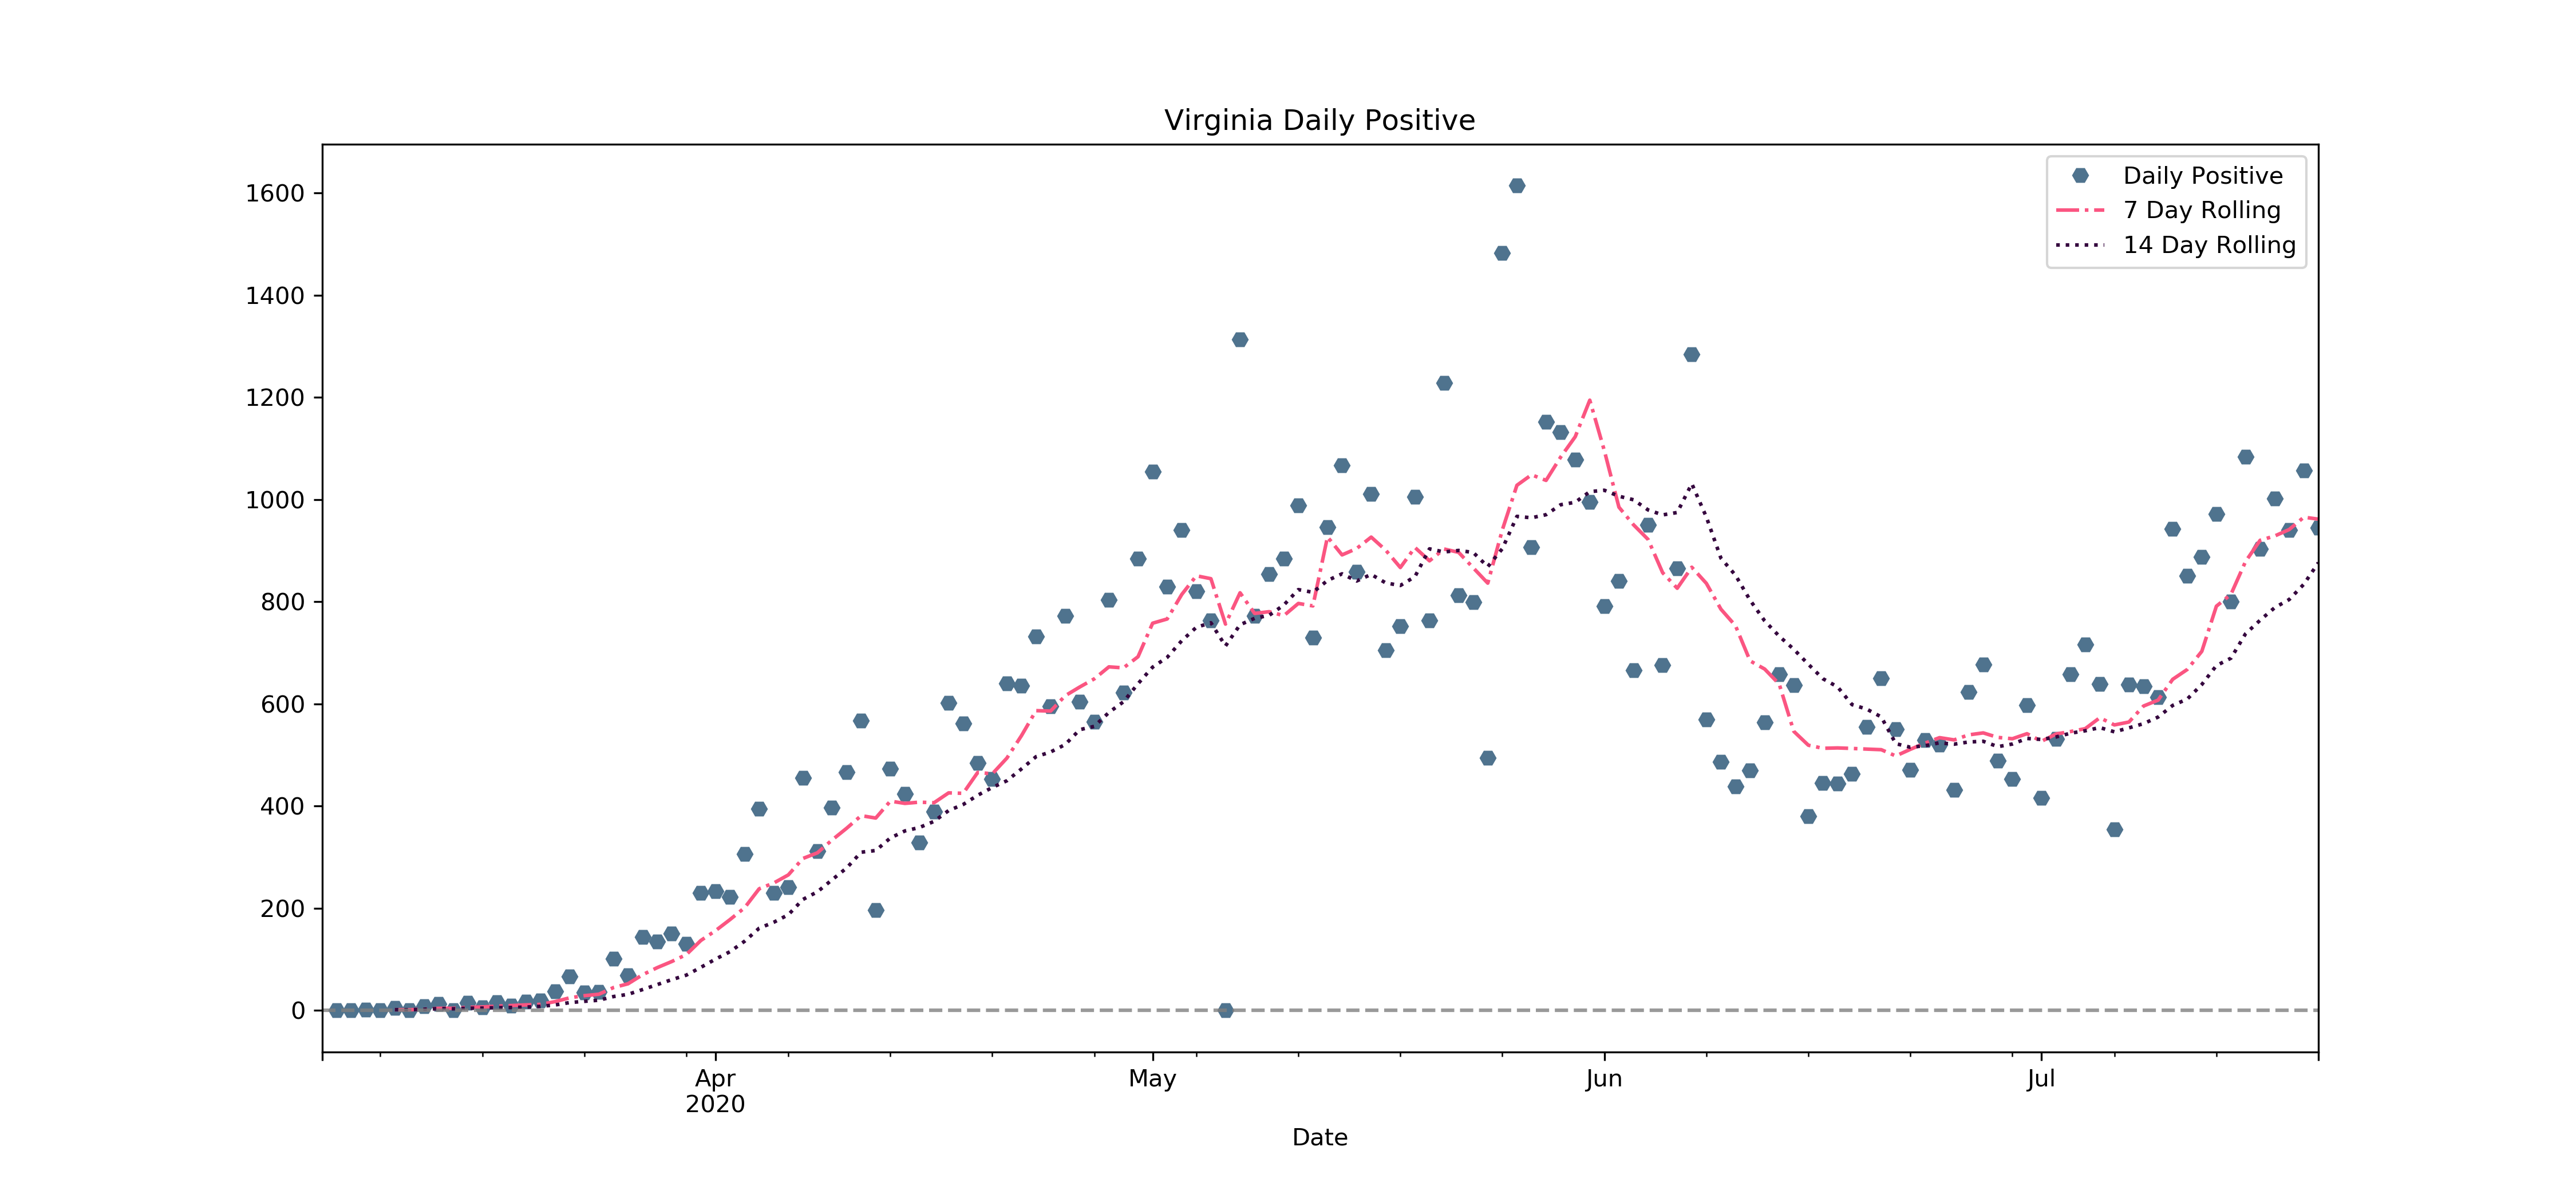 Virginia Daily Positive
Daily Positive
7 Day Rolling
14 Day Rolling
1600
1400
1200
1000
800
600
400
200
0
Apr May Jun Jul
2020
Date